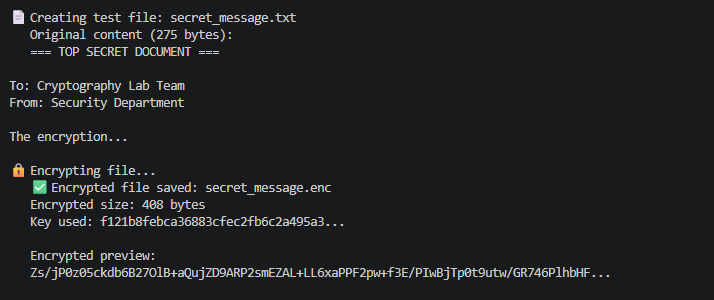 📄 Creating test file: secret_message.txt
Original content (275 bytes):
=== TOP SECRET DOCUMENT ===
To: Cryptography Lab Team
From: Security Department
The encryption...
🔒 Encrypting file...
✅ Encrypted file saved: secret_message.enc
Encrypted size: 408 bytes
Key used: f121b8febca36883cfec2fb6c2a495a3...
Encrypted preview:
Zs/jP0z05ckdb6B27OlB+aQujZD9ARP2smEZAL+LL6xaPPF2pw+f3E/PIwBjTp0t9utw/GR746PlhbHF...